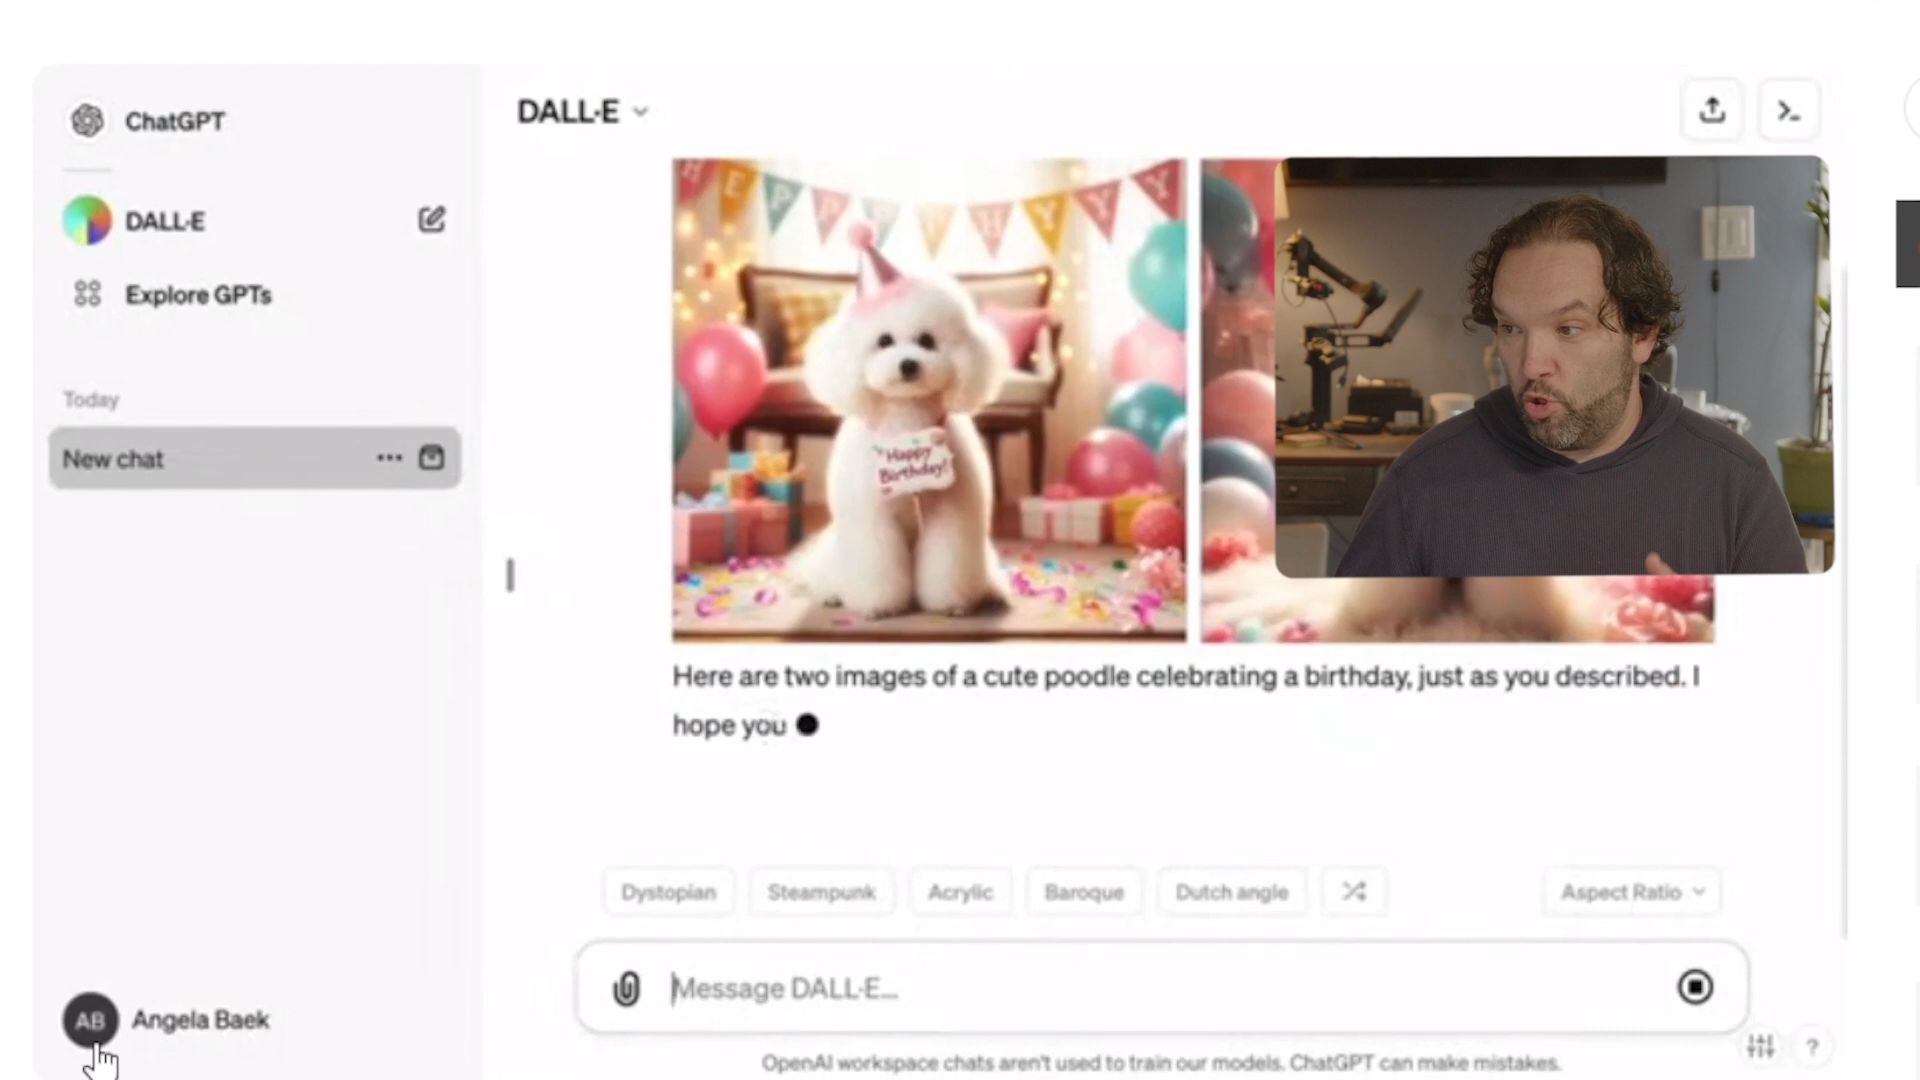 ChatGPT
DALL·E
Explore GPTs
Today
New chat
AB
Angela Baek
DALL·E
H E P P P P H Y Y Y
Happy
Birthday!
Here are two images of a cute poodle celebrating a birthday, just as you described. I
hope you
Dystopian
Steampunk
Acrylic
Baroque
Dutch angle
Aspect Ratio
Message DALL·E...
?
OpenAI workspace chats aren't used to train our models. ChatGPT can make mistakes.